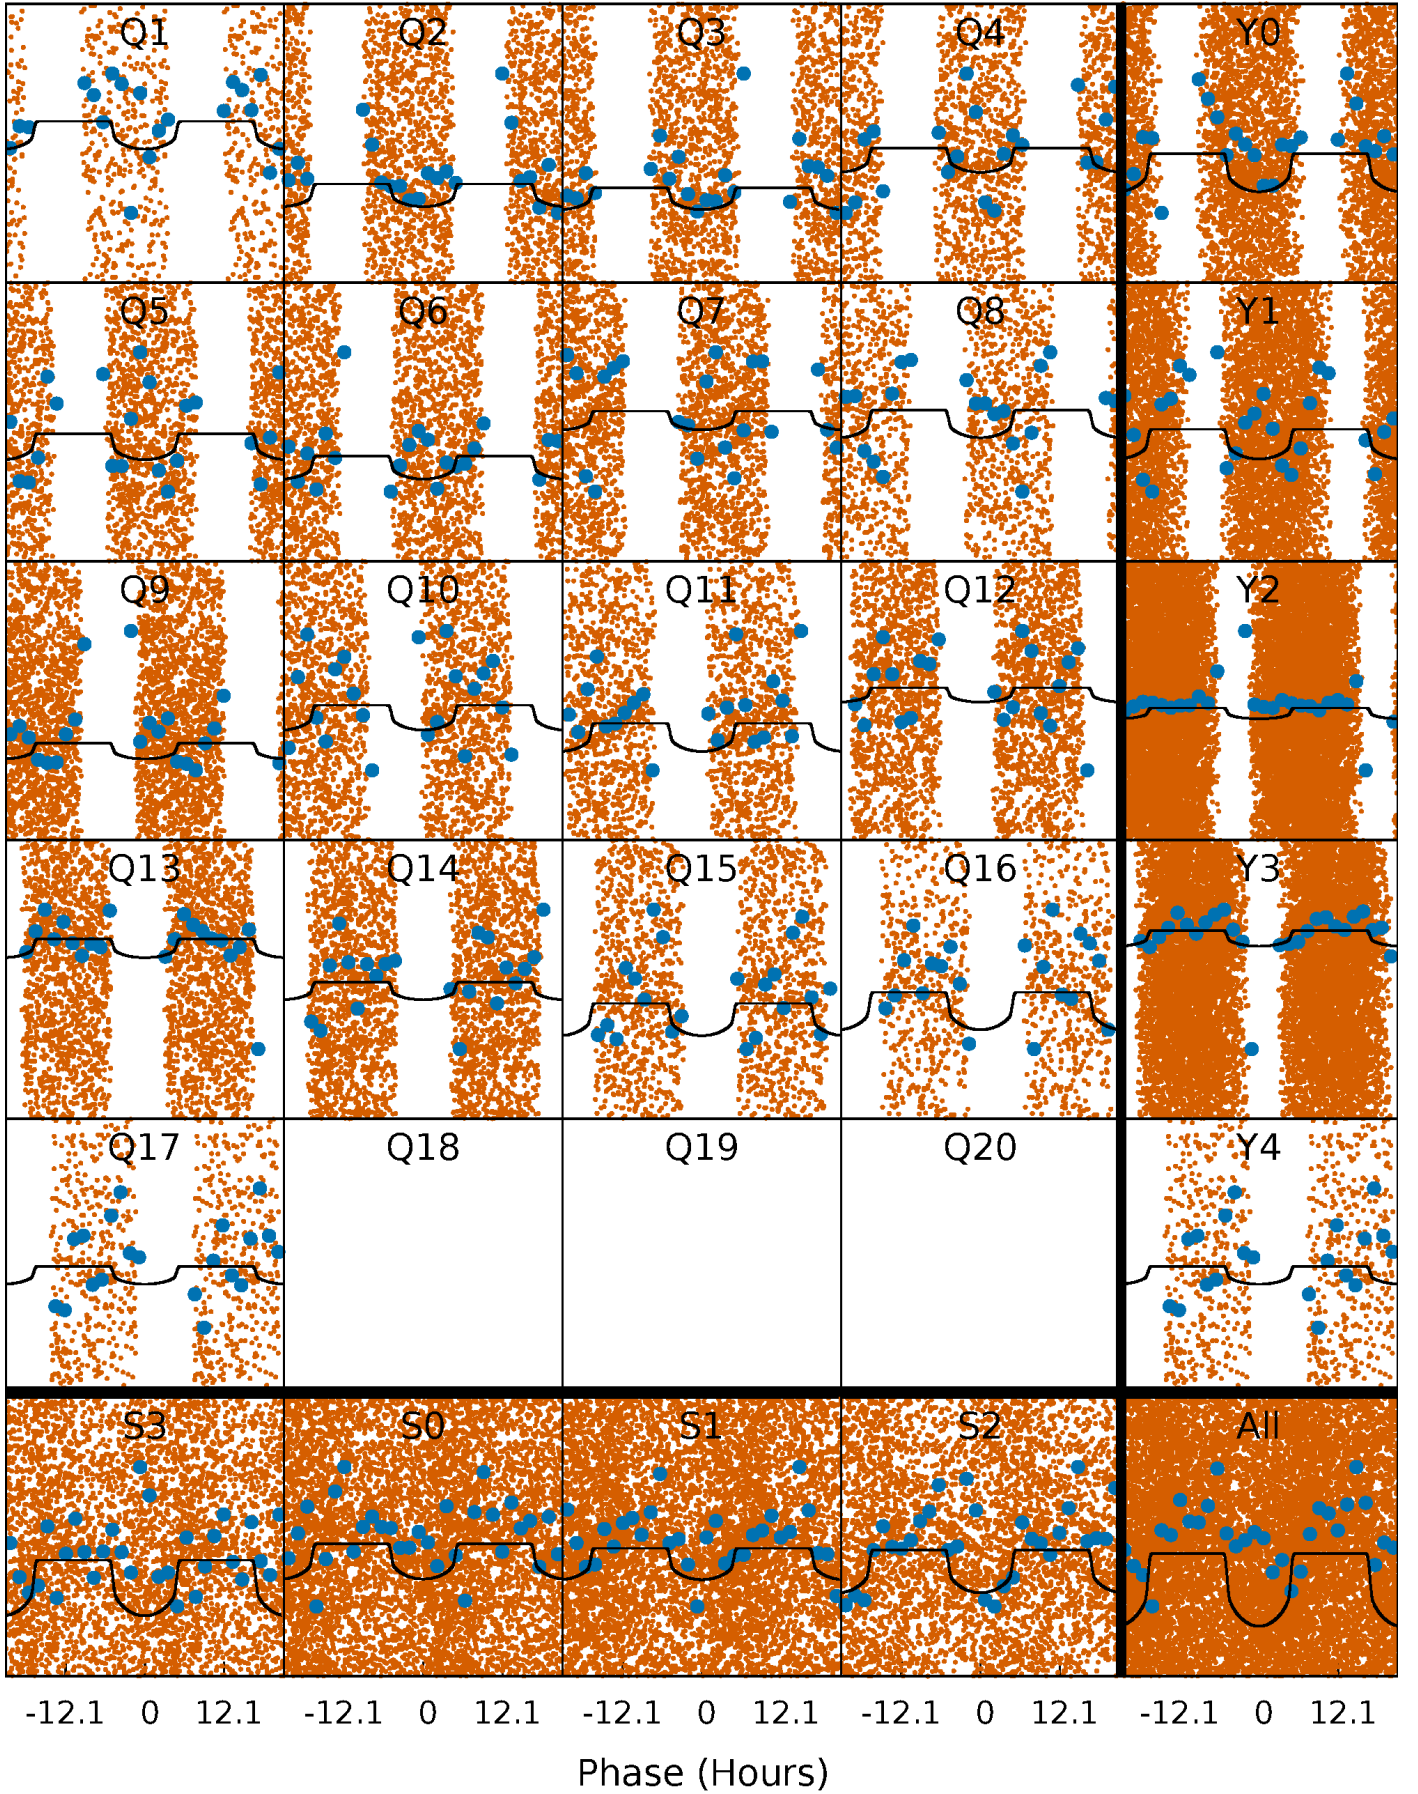 Q1 Q2 Q3 Q4 Y0
Q5 Q6 Q7 Q8 Y1
Q9 Q10 Q11 Q12 Y2
Q13 Q14 Q15 Q16 Y3
Q17 Q18 Q19 Q20 Y4
S3 S0 S1 S2 All
-12.1 0 12.1 -12.1 0 12.1 -12.1 0 12.1 -12.1 0 12.1 -12.1 0 12.1
Phase (Hours)